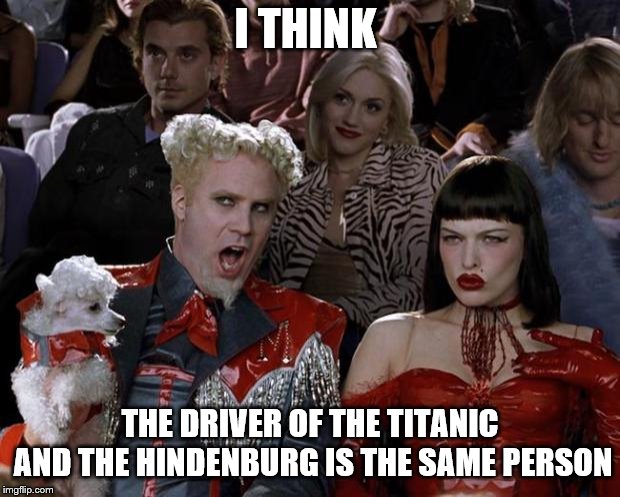 I THINK
THE DRIVER OF THE TITANIC
AND THE HINDENBURG IS THE SAME PERSON
imgflip.com